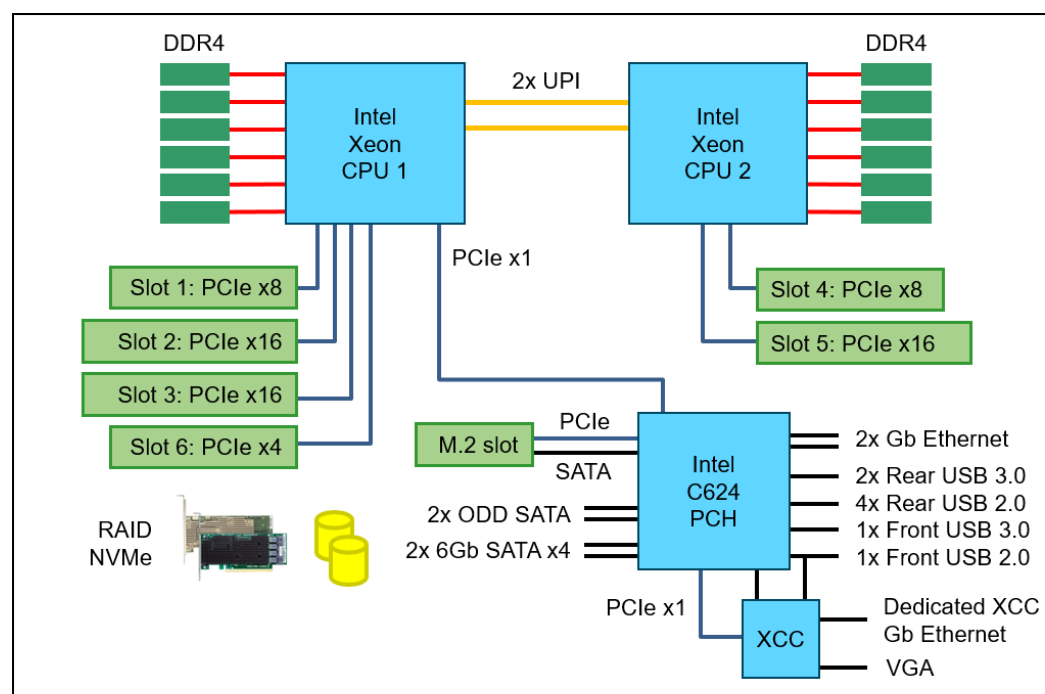 DDR4
DDR4
2x UPI
Intel
Xeon
CPU 1
Intel
Xeon
CPU 2
PCIe x1
Slot 1: PCIe x8
Slot 2: PCIe x16
Slot 3: PCIe x16
Slot 6: PCIe x4
Slot 4: PCIe x8
Slot 5: PCIe x16
PCIe
M.2 slot
SATA
Intel
C624
PCH
2x Gb Ethernet
2x Rear USB 3.0
4x Rear USB 2.0
1x Front USB 3.0
1x Front USB 2.0
2x ODD SATA
2x 6Gb SATA x4
RAID
NVMe
PCIe x1
XCC
Dedicated XCC
Gb Ethernet
VGA